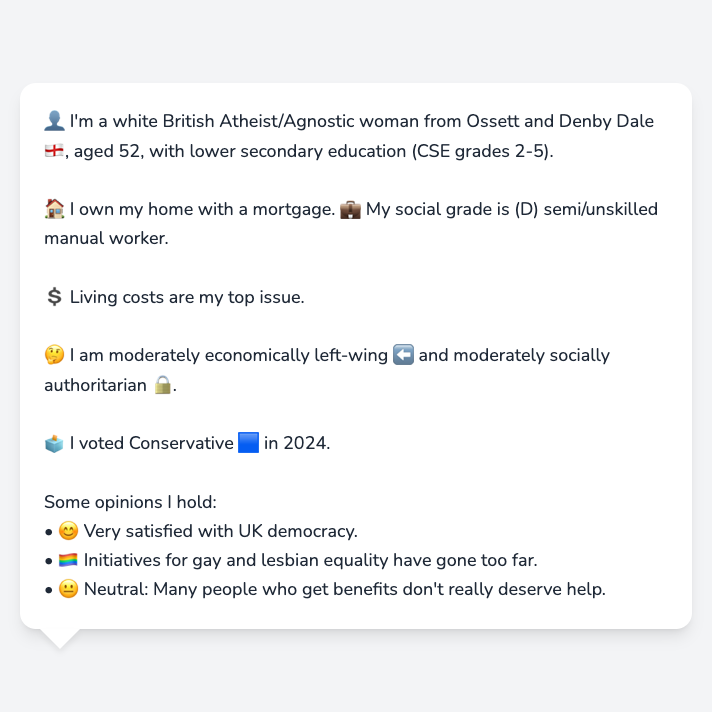 👤 I'm a white British Atheist/Agnostic woman from Ossett and Denby Dale
🏴󠁧󠁢󠁥󠁮󠁧󠁿, aged 52, with lower secondary education (CSE grades 2-5).
🏠 I own my home with a mortgage. 💼 My social grade is (D) semi/unskilled
manual worker.
💲 Living costs are my top issue.
🤔 I am moderately economically left-wing ⬅️ and moderately socially
authoritarian 🔒.
🗳️ I voted Conservative 🟦 in 2024.
Some opinions I hold:
• 😊 Very satisfied with UK democracy.
• 🏳️‍🌈 Initiatives for gay and lesbian equality have gone too far.
• 😐 Neutral: Many people who get benefits don't really deserve help.